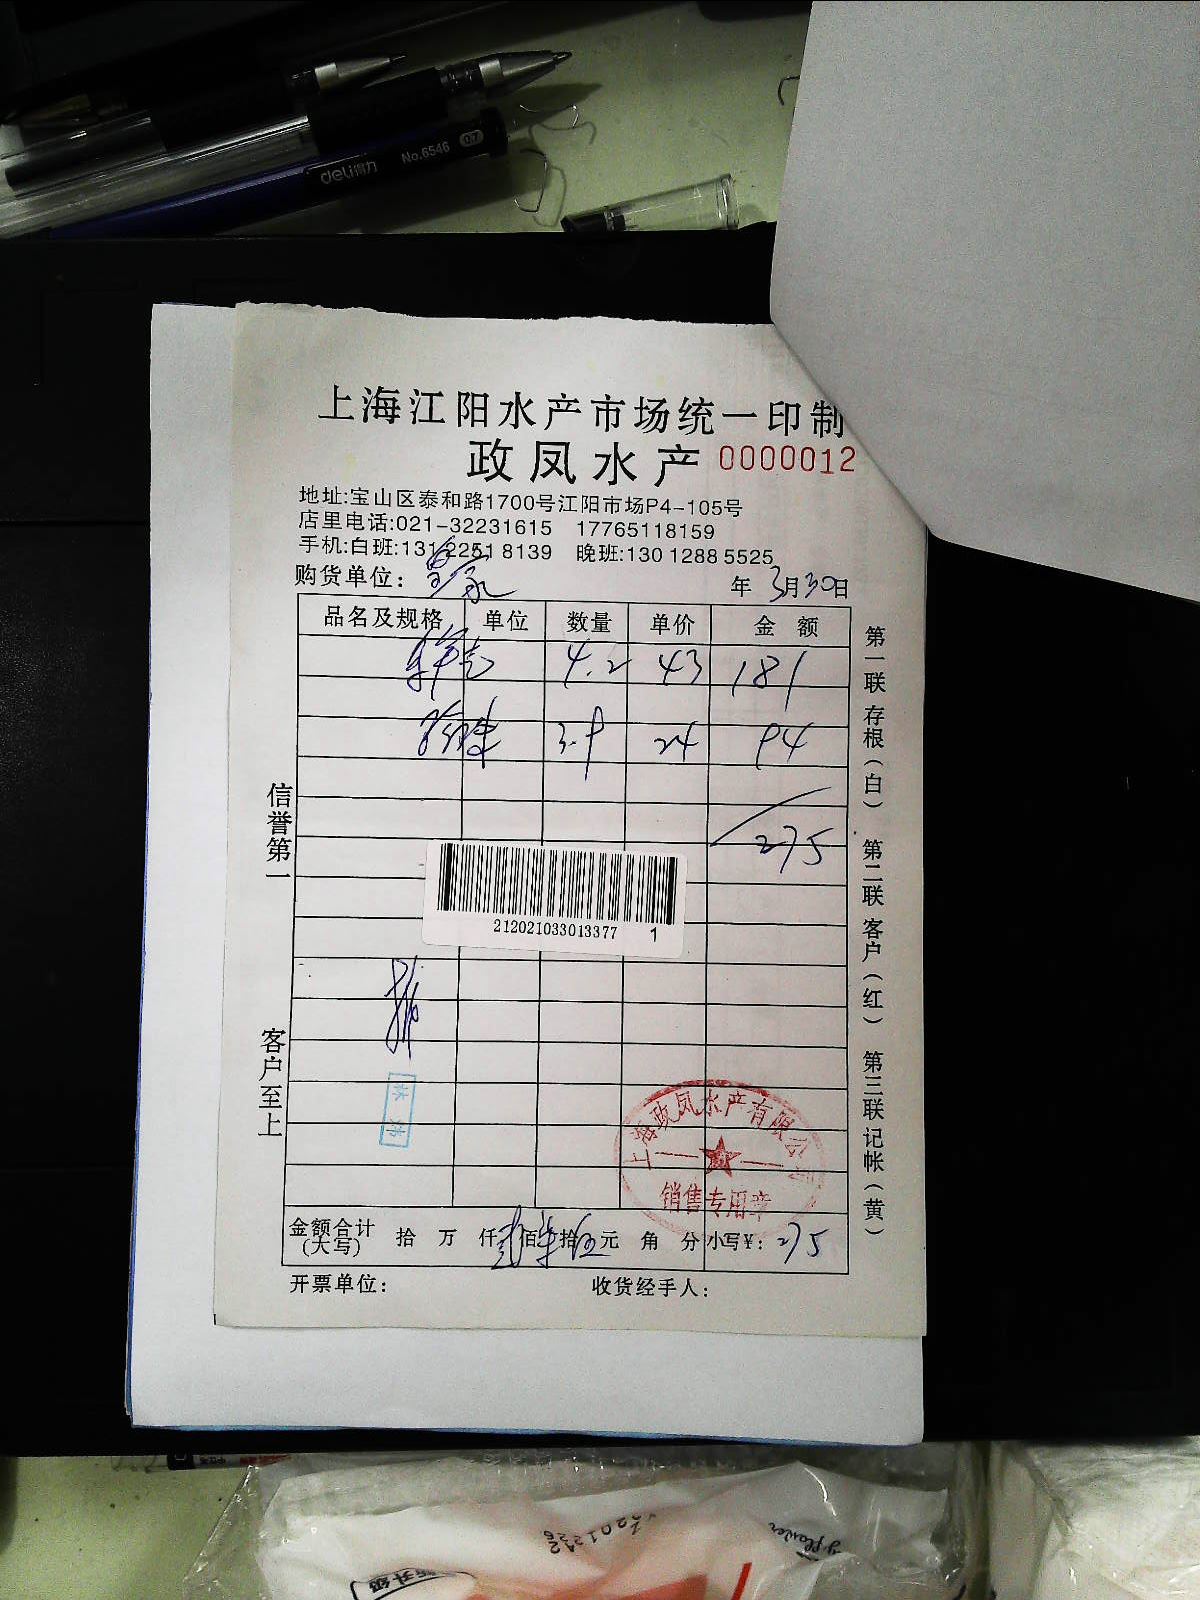 deli得力 No.6546 0.7
上海江阳水产市场统一印制
政凤水产 0000012
地址:宝山区泰和路1700号江阳市场P4-105号
店里电话:021-32231615 17765118159
手机:白班:131 2251 8139 晚班:130 1288 5525
购货单位: 年 3月30日
品名及规格 单位 数量 单价 金额
4.2 43 181
3.9 24 94
275
212021033013377 1
信誉第一
客户至上
第一联 存根(白) 第二联 客户(红) 第三联 记帐(黄)
上海政凤水产有限公司
销售专用章
金额合计(大写) 拾 万 仟 贰佰柒拾伍元 角 分 小写¥: 275
开票单位: 收货经手人: